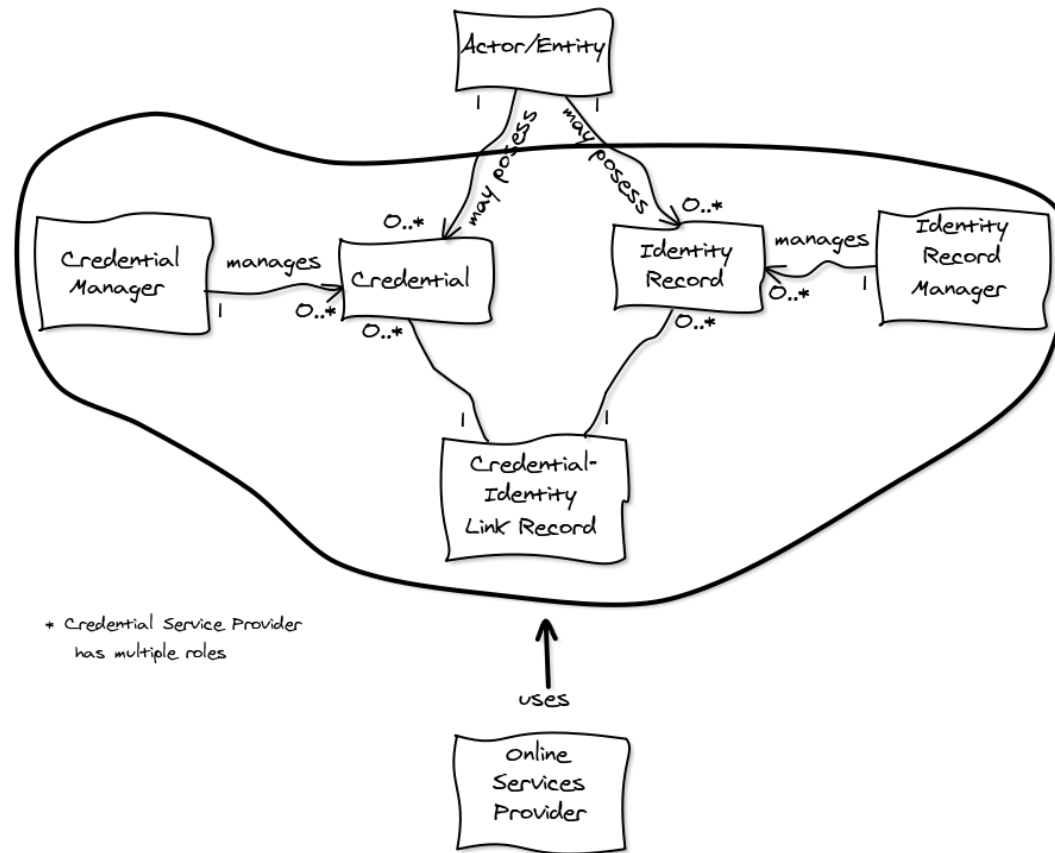 Actor/Entity
1
1
may posess
may posess
0..*
0..*
Credential
Manager
manages
1
0..*
Credential
0..*
Identity
Record
manages
0..*
1
Identity
Record
Manager
0..*
1
1
Credential-
Identity
Link Record
* Credential Service Provider
has multiple roles
uses
Online
Services
Provider